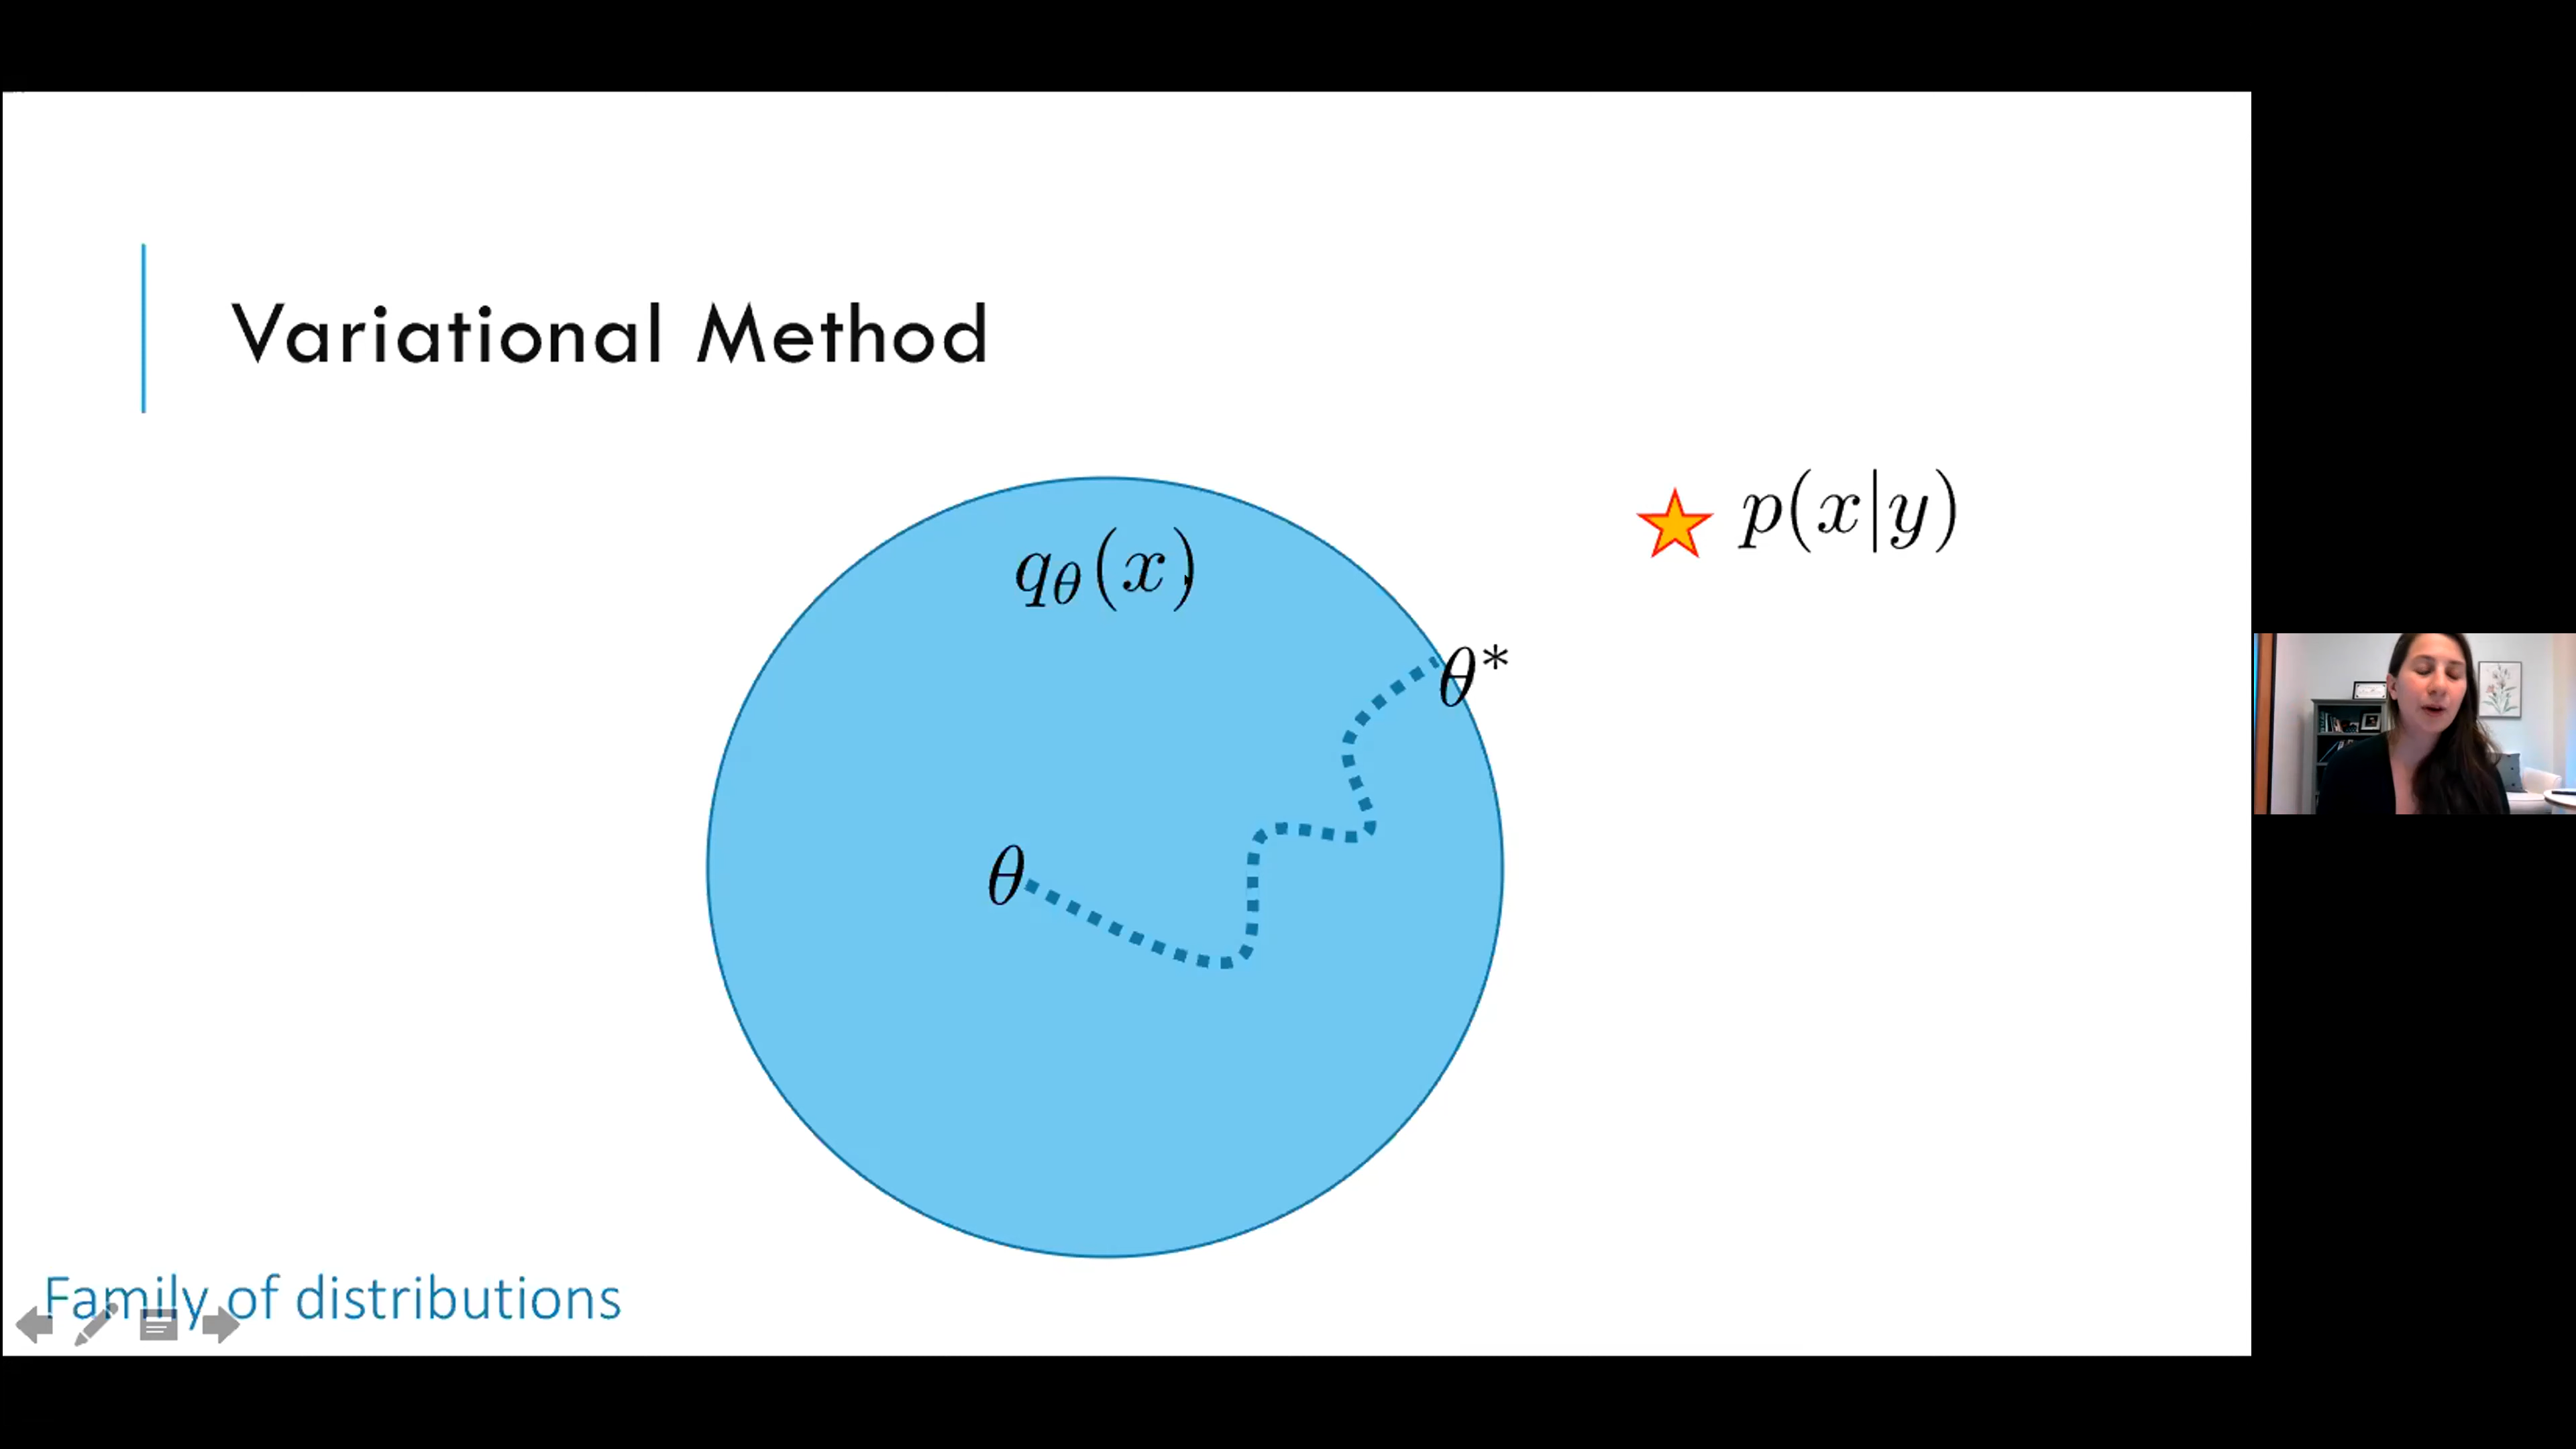 Variational Method
p(x|y)
q_θ(x)
θ*
θ
Family of distributions